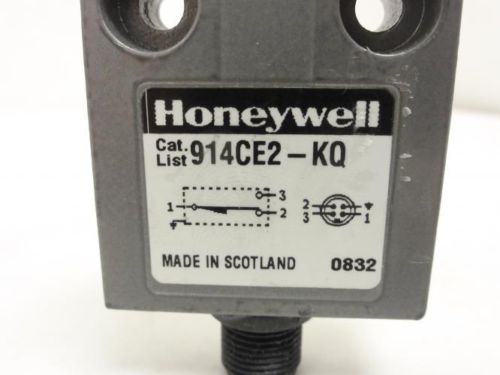 Honeywell
Cat. List 914CE2-KQ
3
1 2
2
3 1
MADE IN SCOTLAND 0832